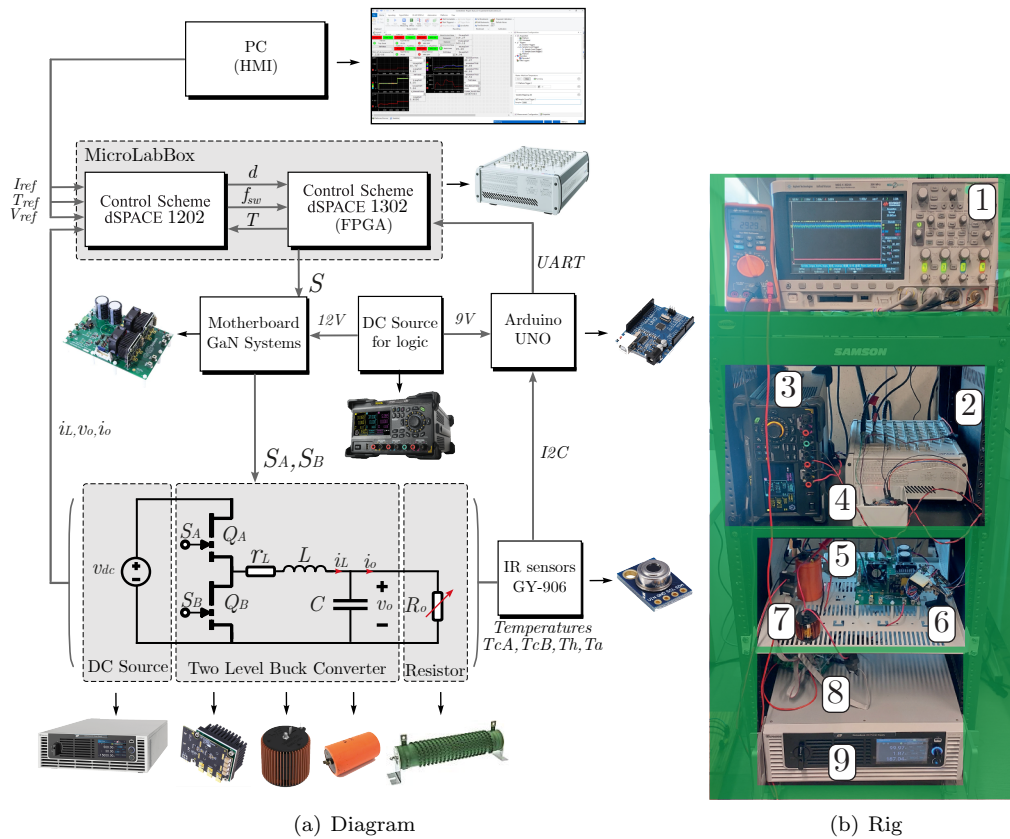 PC
(HMI)
MicroLabBox
Iref
Tref
Vref
Control Scheme
dSPACE 1202
d
fsw
T
Control Scheme
dSPACE 1302
(FPGA)
UART
S
Motherboard
GaN Systems
12V
DC Source
for logic
9V
Arduino
UNO
iL,vo,io
SA,SB
I2C
vdc
SA
QA
SB
QB
rL
L
iL
io
C
vo
Ro
IR sensors
GY-906
Temperatures
TcA,TcB,Th,Ta
DC Source
Two Level Buck Converter
Resistor
(a) Diagram
1
SAMSON
3
2
4
5
7
6
8
9
(b) Rig